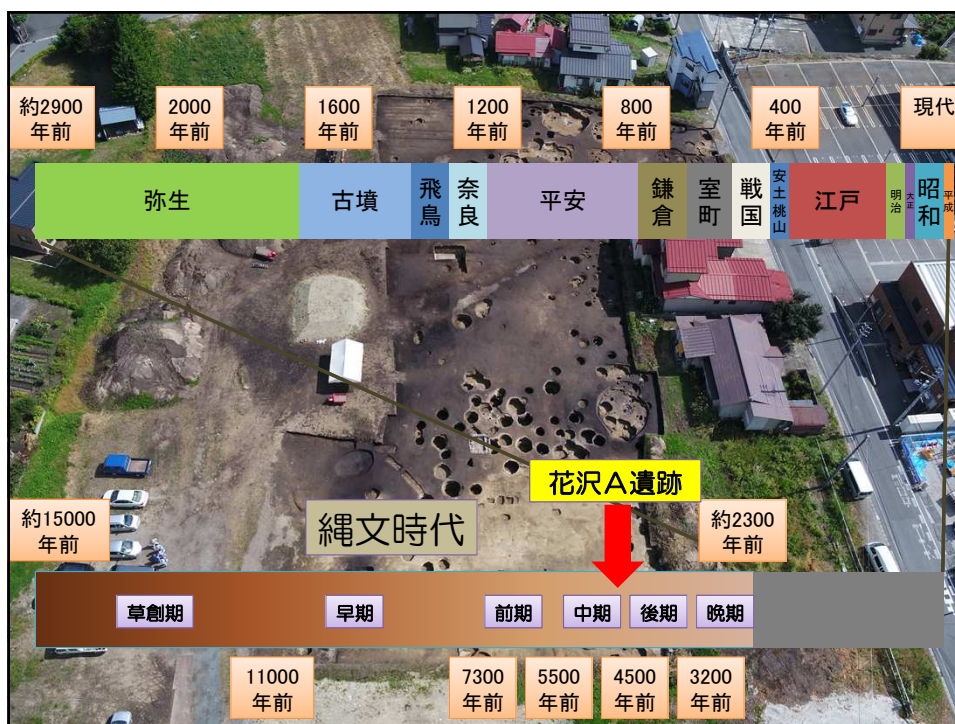 約2900
年前
2000
年前
1600
年前
1200
年前
800
年前
400
年前
現代
弥生
古墳
飛鳥
奈良
平安
鎌倉
室町
戦国
安土桃山
江戸
明治
大正
昭和
平成
花沢A遺跡
約15000
年前
縄文時代
約2300
年前
草創期
早期
前期
中期
後期
晩期
11000
年前
7300
年前
5500
年前
4500
年前
3200
年前